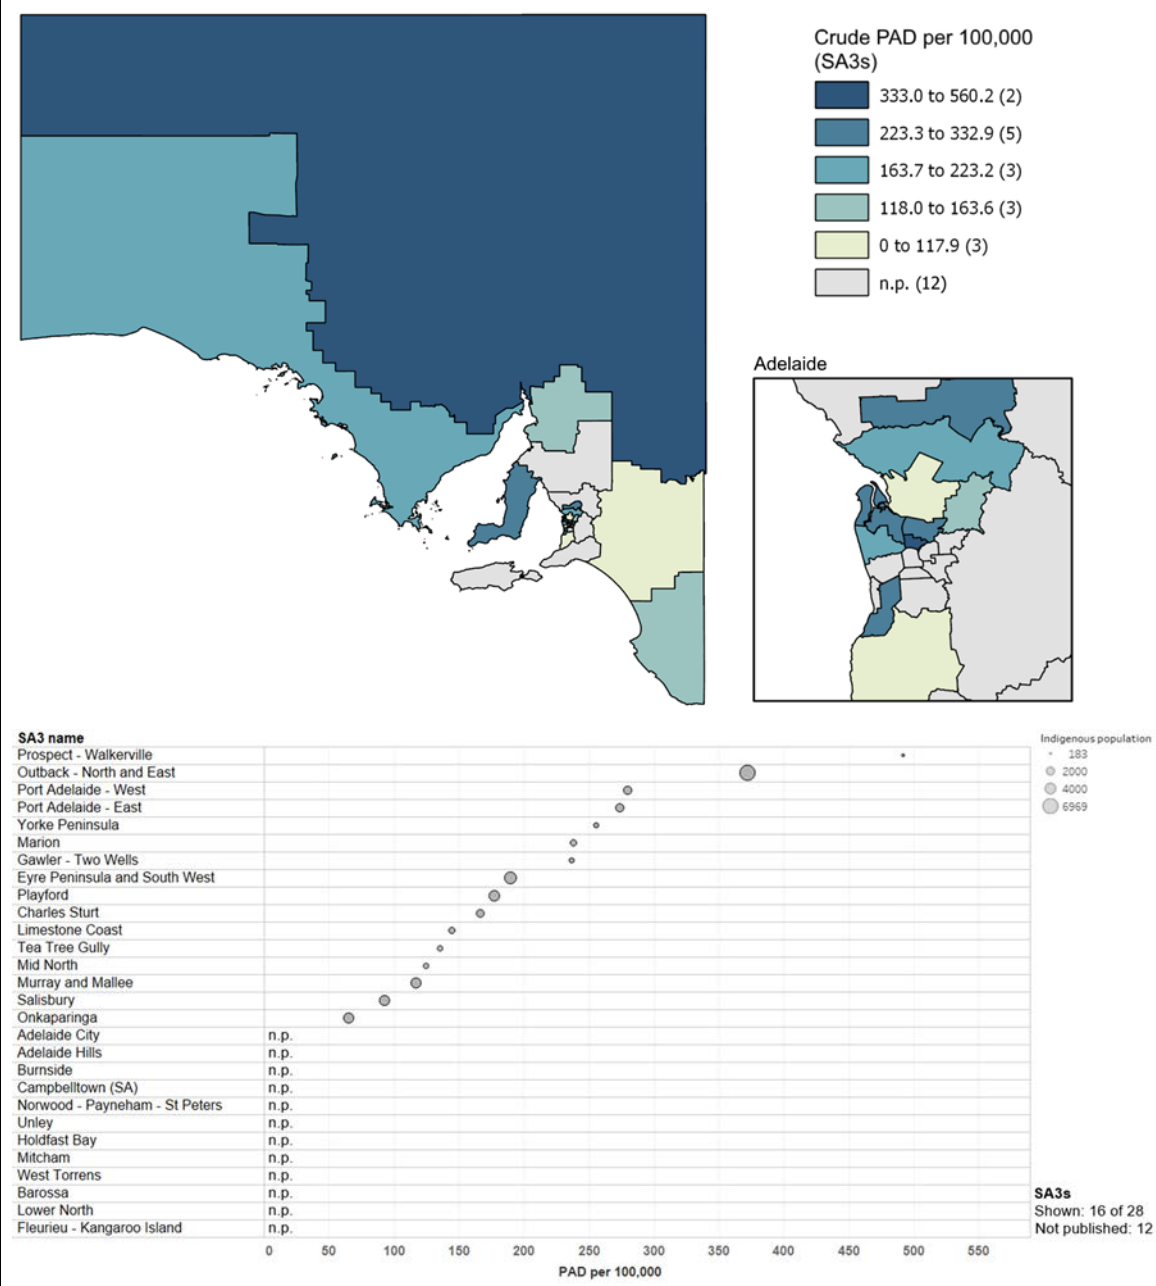 Crude PAD per 100,000
(SA3s)
333.0 to 560.2 (2)
223.3 to 332.9 (5)
163.7 to 223.2 (3)
118.0 to 163.6 (3)
0 to 117.9 (3)
n.p. (12)
Adelaide
SA3 name
Prospect - Walkerville
Outback - North and East
Port Adelaide - West
Port Adelaide - East
Yorke Peninsula
Marion
Gawler - Two Wells
Eyre Peninsula and South West
Playford
Charles Sturt
Limestone Coast
Tea Tree Gully
Mid North
Murray and Mallee
Salisbury
Onkaparinga
Adelaide City n.p.
Adelaide Hills n.p.
Burnside n.p.
Campbelltown (SA) n.p.
Norwood - Payneham - St Peters n.p.
Unley n.p.
Holdfast Bay n.p.
Mitcham n.p.
West Torrens n.p.
Barossa n.p.
Lower North n.p.
Fleurieu - Kangaroo Island n.p.
0 50 100 150 200 250 300 350 400 450 500 550
PAD per 100,000
Indigenous population
183
2000
4000
6969
SA3s
Shown: 16 of 28
Not published: 12